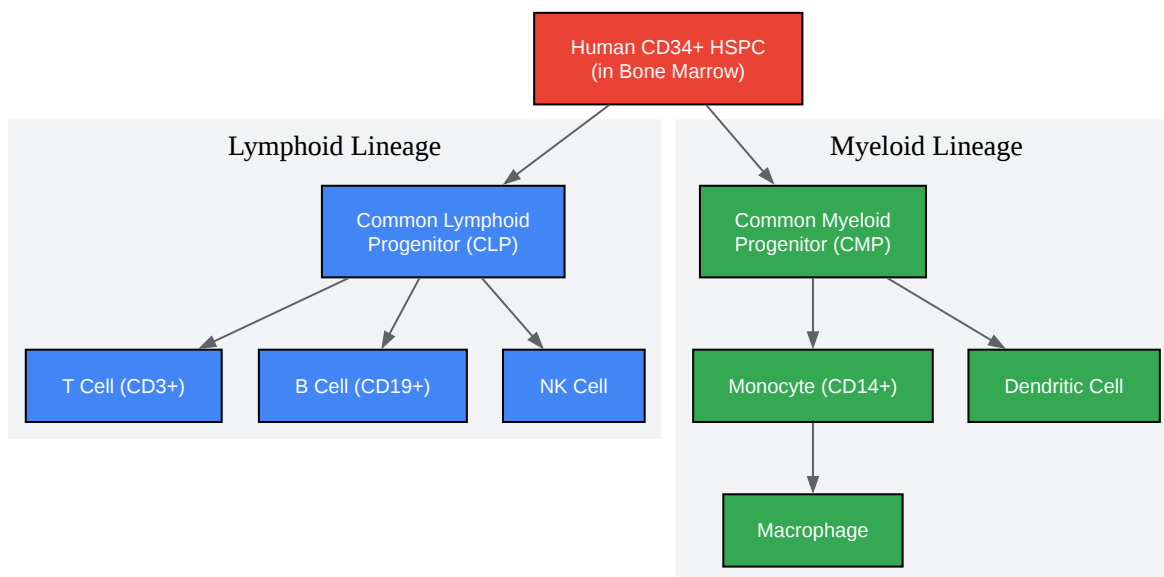 Human CD34+ HSPC
(in Bone Marrow)
Lymphoid Lineage
Myeloid Lineage
Common Lymphoid
Progenitor (CLP)
Common Myeloid
Progenitor (CMP)
T Cell (CD3+)
B Cell (CD19+)
NK Cell
Monocyte (CD14+)
Dendritic Cell
Macrophage